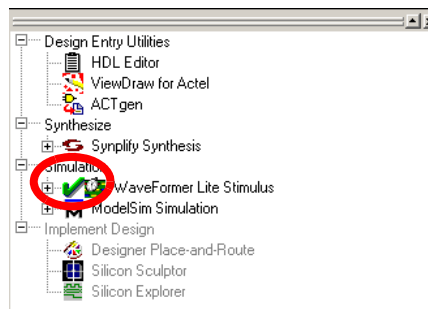 Design Entry Utilities
HDL Editor
ViewDraw for Actel
ACTgen
Synthesize
Synplify Synthesis
Simulation
WaveFormer Lite Stimulus
ModelSim Simulation
Implement Design
Designer Place-and-Route
Silicon Sculptor
Silicon Explorer